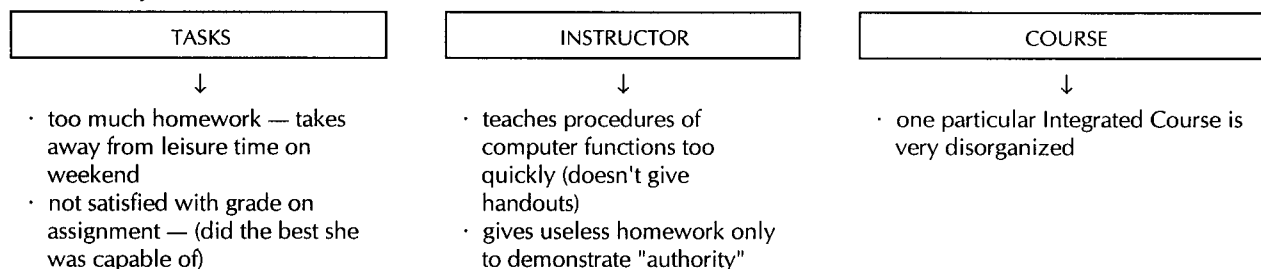 TASKS
↓
· too much homework — takes
away from leisure time on
weekend
· not satisfied with grade on
assignment — (did the best she
was capable of)
INSTRUCTOR
↓
· teaches procedures of
computer functions too
quickly (doesn't give
handouts)
· gives useless homework only
to demonstrate "authority"
COURSE
↓
· one particular Integrated Course is
very disorganized